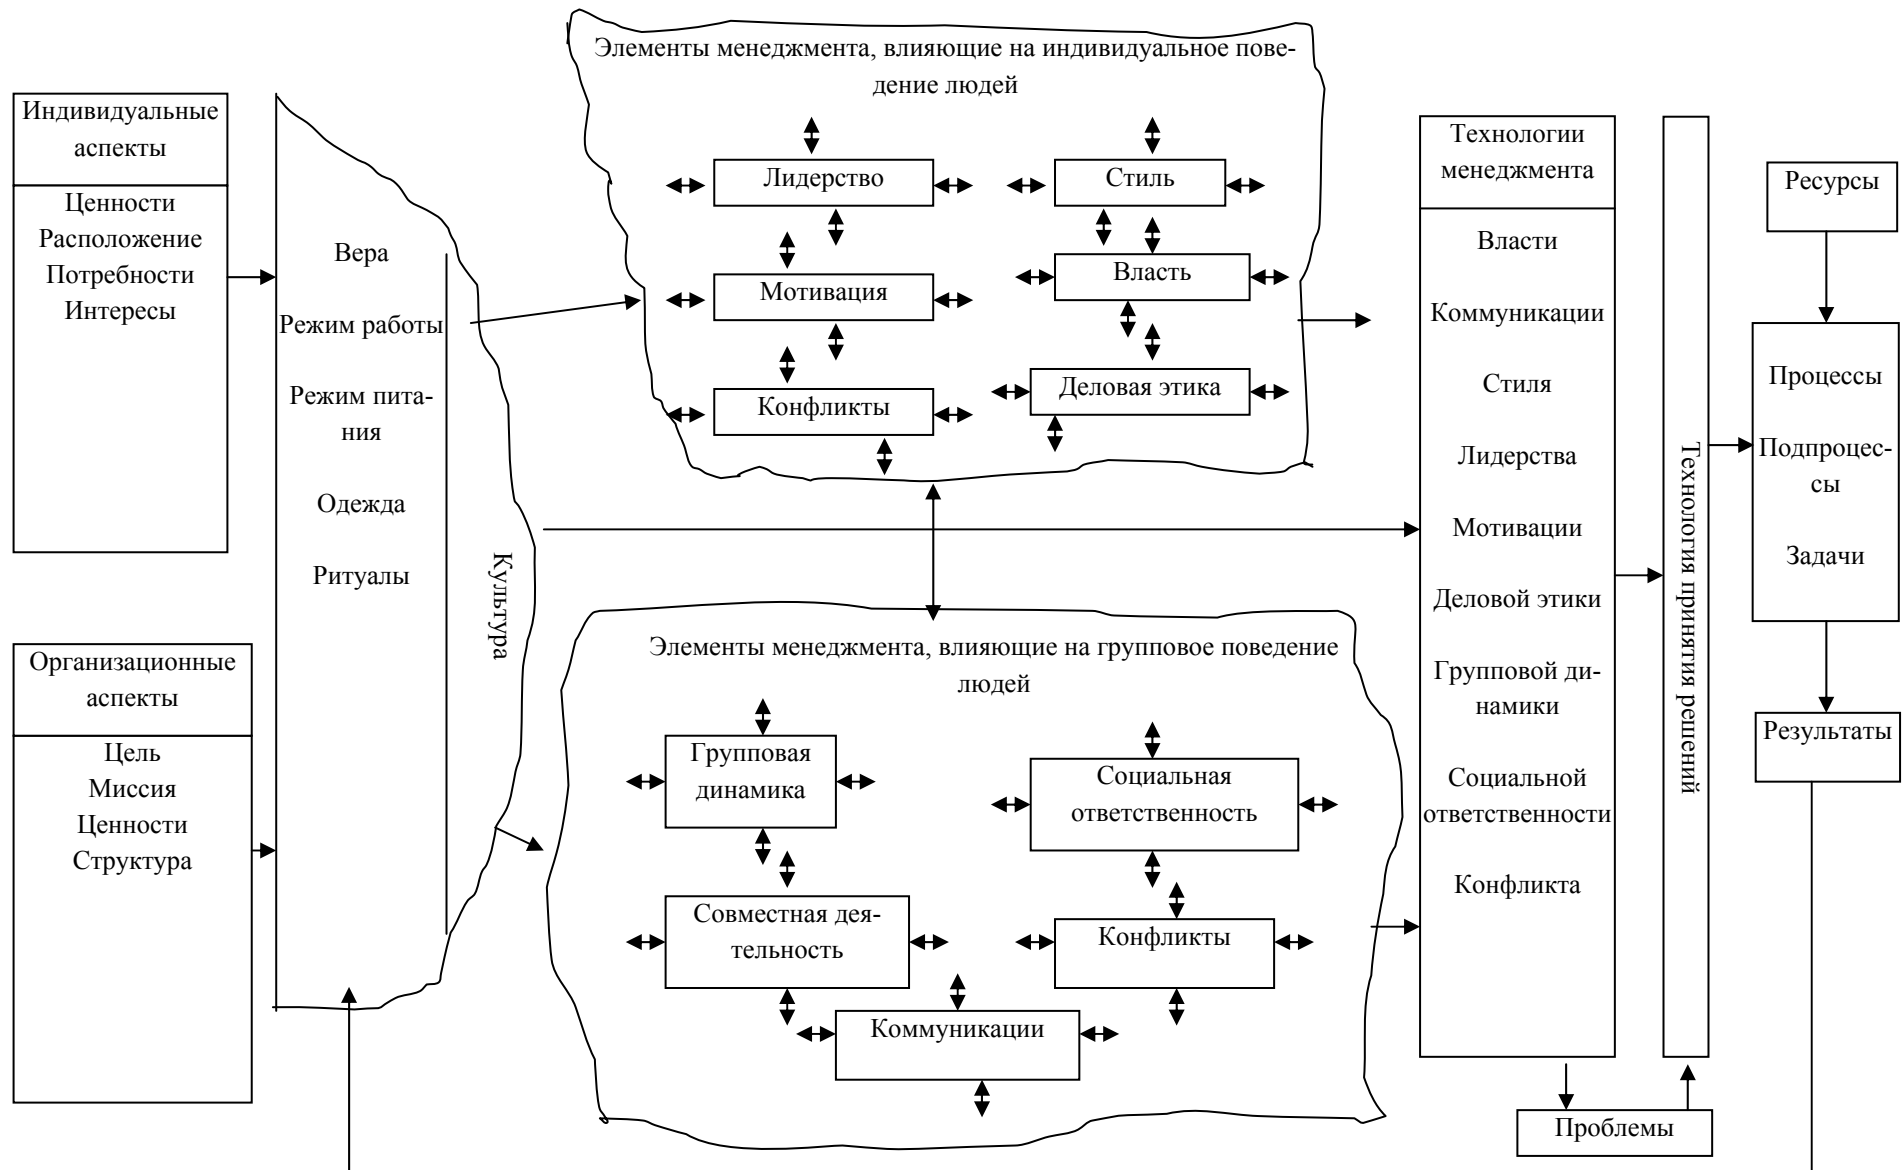 Элементы менеджмента, влияющие на индивидуальное пове-
дение людей
Индивидуальные
аспекты
Ценности
Расположение
Потребности
Интересы
Организационные
аспекты
Цель
Миссия
Ценности
Структура
Вера
Режим работы
Режим пита-
ния
Одежда
Ритуалы
Культура
Лидерство
Мотивация
Конфликты
Стиль
Власть
Деловая этика
Элементы менеджмента, влияющие на групповое поведение
людей
Групповая
динамика
Социальная
ответственность
Совместная дея-
тельность
Конфликты
Коммуникации
Технологии
менеджмента
Власти
Коммуникации
Стиля
Лидерства
Мотивации
Деловой этики
Групповой ди-
намики
Социальной
ответственности
Конфликта
Проблемы
Технология принятия решений
Ресурсы
Процессы
Подпроцес-
сы
Задачи
Результаты